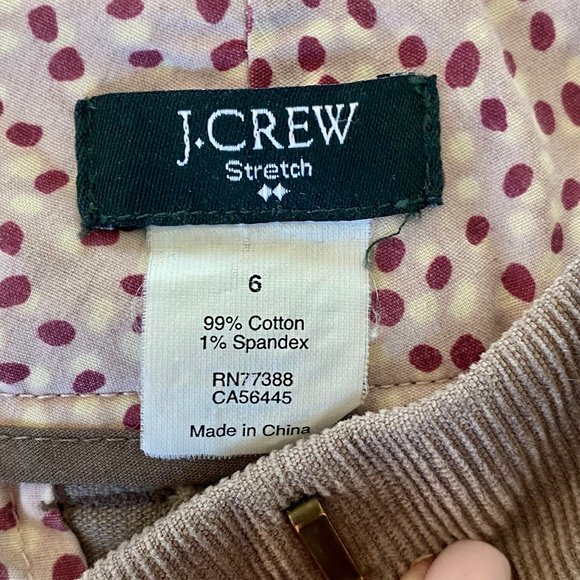 J.CREW
Stretch
6
99% Cotton
1% Spandex
RN77388
CA56445
Made in China